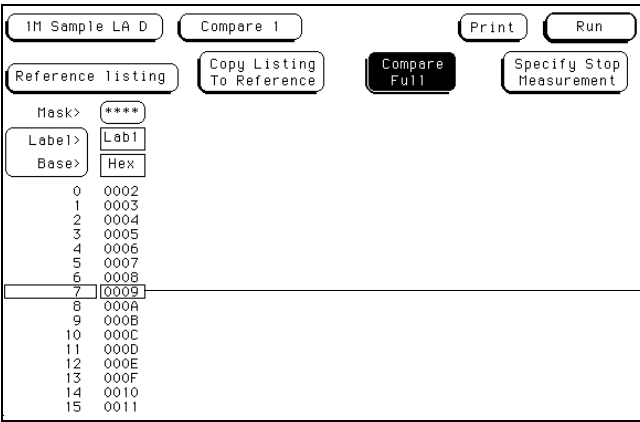 1M Sample LA D Compare 1 Print Run
Reference listing Copy Listing To Reference Compare Full Specify Stop Measurement
Mask> ****
Label> Lab1
Base> Hex
0 0002
1 0003
2 0004
3 0005
4 0006
5 0007
6 0008
7 0009
8 000A
9 000B
10 000C
11 000D
12 000E
13 000F
14 0010
15 0011